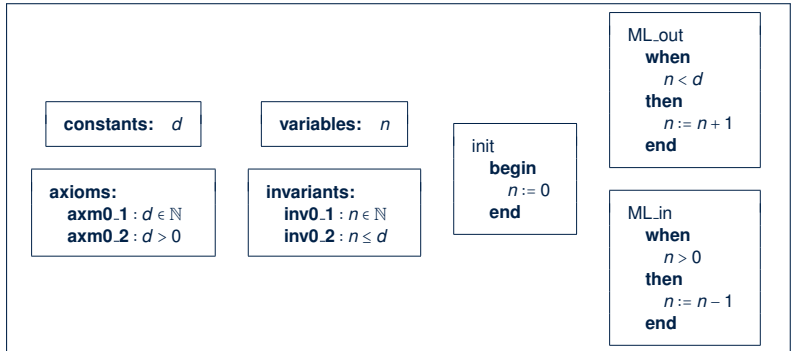 constants: d
axioms:
axm0_1 : d ∈ ℕ
axm0_2 : d > 0
variables: n
invariants:
inv0_1 : n ∈ ℕ
inv0_2 : n ≤ d
init
begin
n := 0
end
ML_out
when
n < d
then
n := n + 1
end
ML_in
when
n > 0
then
n := n − 1
end